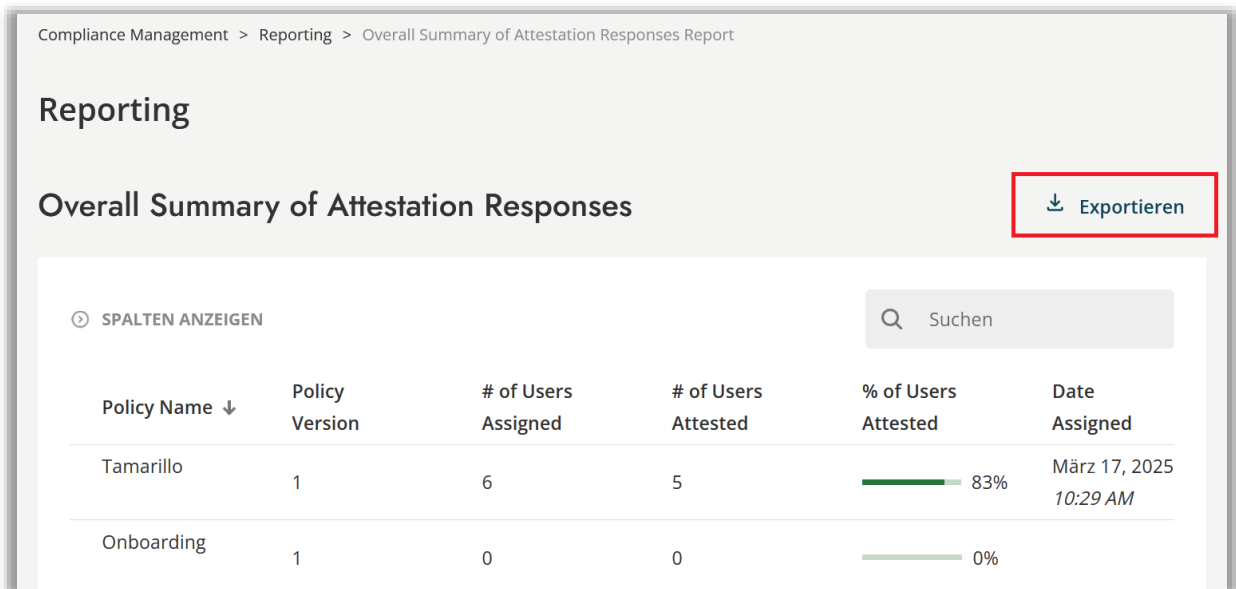 Compliance Management > Reporting > Overall Summary of Attestation Responses Report
Reporting
Overall Summary of Attestation Responses
Exportieren
SPALTEN ANZEIGEN
Suchen
Policy Name
Policy
Version
# of Users
Assigned
# of Users
Attested
% of Users
Attested
Date
Assigned
Tamarillo
1
6
5
83%
März 17, 2025
10:29 AM
Onboarding
1
0
0
0%